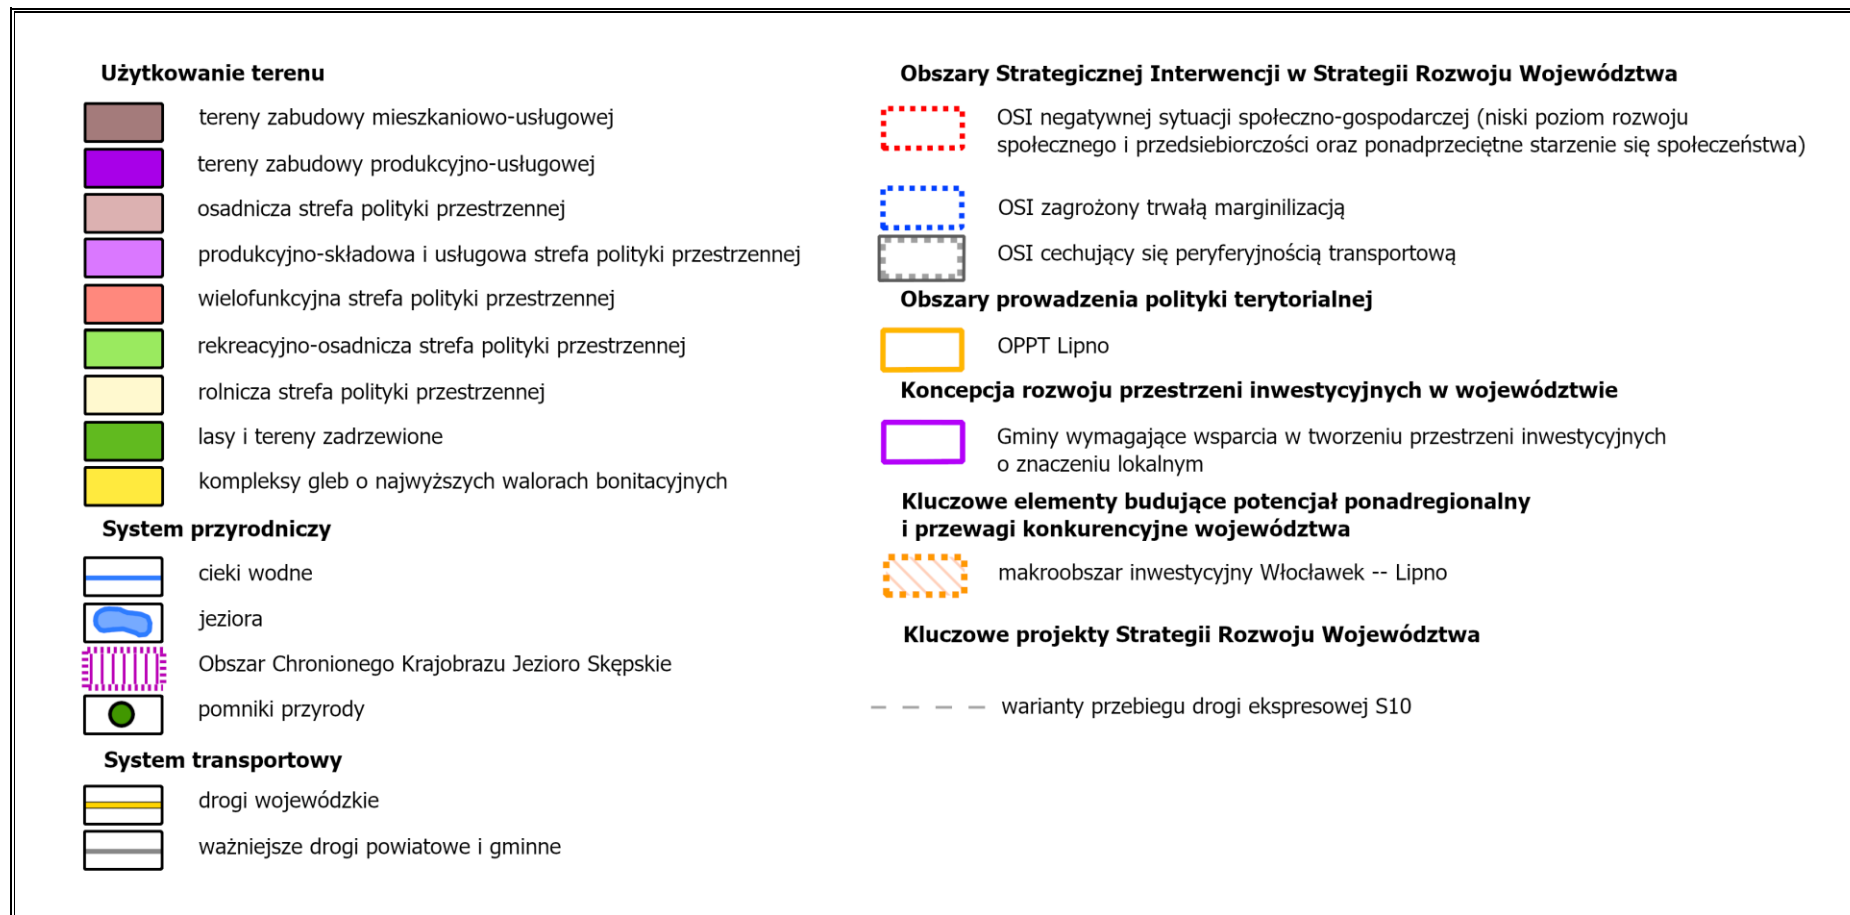 Użytkowanie terenu
tereny zabudowy mieszkaniowo-usługowej
tereny zabudowy produkcyjno-usługowej
osadnicza strefa polityki przestrzennej
produkcyjno-składowa i usługowa strefa polityki przestrzennej
wielofunkcyjna strefa polityki przestrzennej
rekreacyjno-osadnicza strefa polityki przestrzennej
rolnicza strefa polityki przestrzennej
lasy i tereny zadrzewione
kompleksy gleb o najwyższych walorach bonitacyjnych
System przyrodniczy
cieki wodne
jeziora
Obszar Chronionego Krajobrazu Jezioro Skępskie
pomniki przyrody
System transportowy
drogi wojewódzkie
ważniejsze drogi powiatowe i gminne
Obszary Strategicznej Interwencji w Strategii Rozwoju Województwa
OSI negatywnej sytuacji społeczno-gospodarczej (niski poziom rozwoju
społecznego i przedsiebiorczości oraz ponadprzeciętne starzenie się społeczeństwa)
OSI zagrożony trwałą marginilizacją
OSI cechujący się peryferyjnością transportową
Obszary prowadzenia polityki terytorialnej
OPPT Lipno
Koncepcja rozwoju przestrzeni inwestycyjnych w województwie
Gminy wymagające wsparcia w tworzeniu przestrzeni inwestycyjnych
o znaczeniu lokalnym
Kluczowe elementy budujące potencjał ponadregionalny
i przewagi konkurencyjne województwa
makroobszar inwestycyjny Włocławek -- Lipno
Kluczowe projekty Strategii Rozwoju Województwa
warianty przebiegu drogi ekspresowej S10